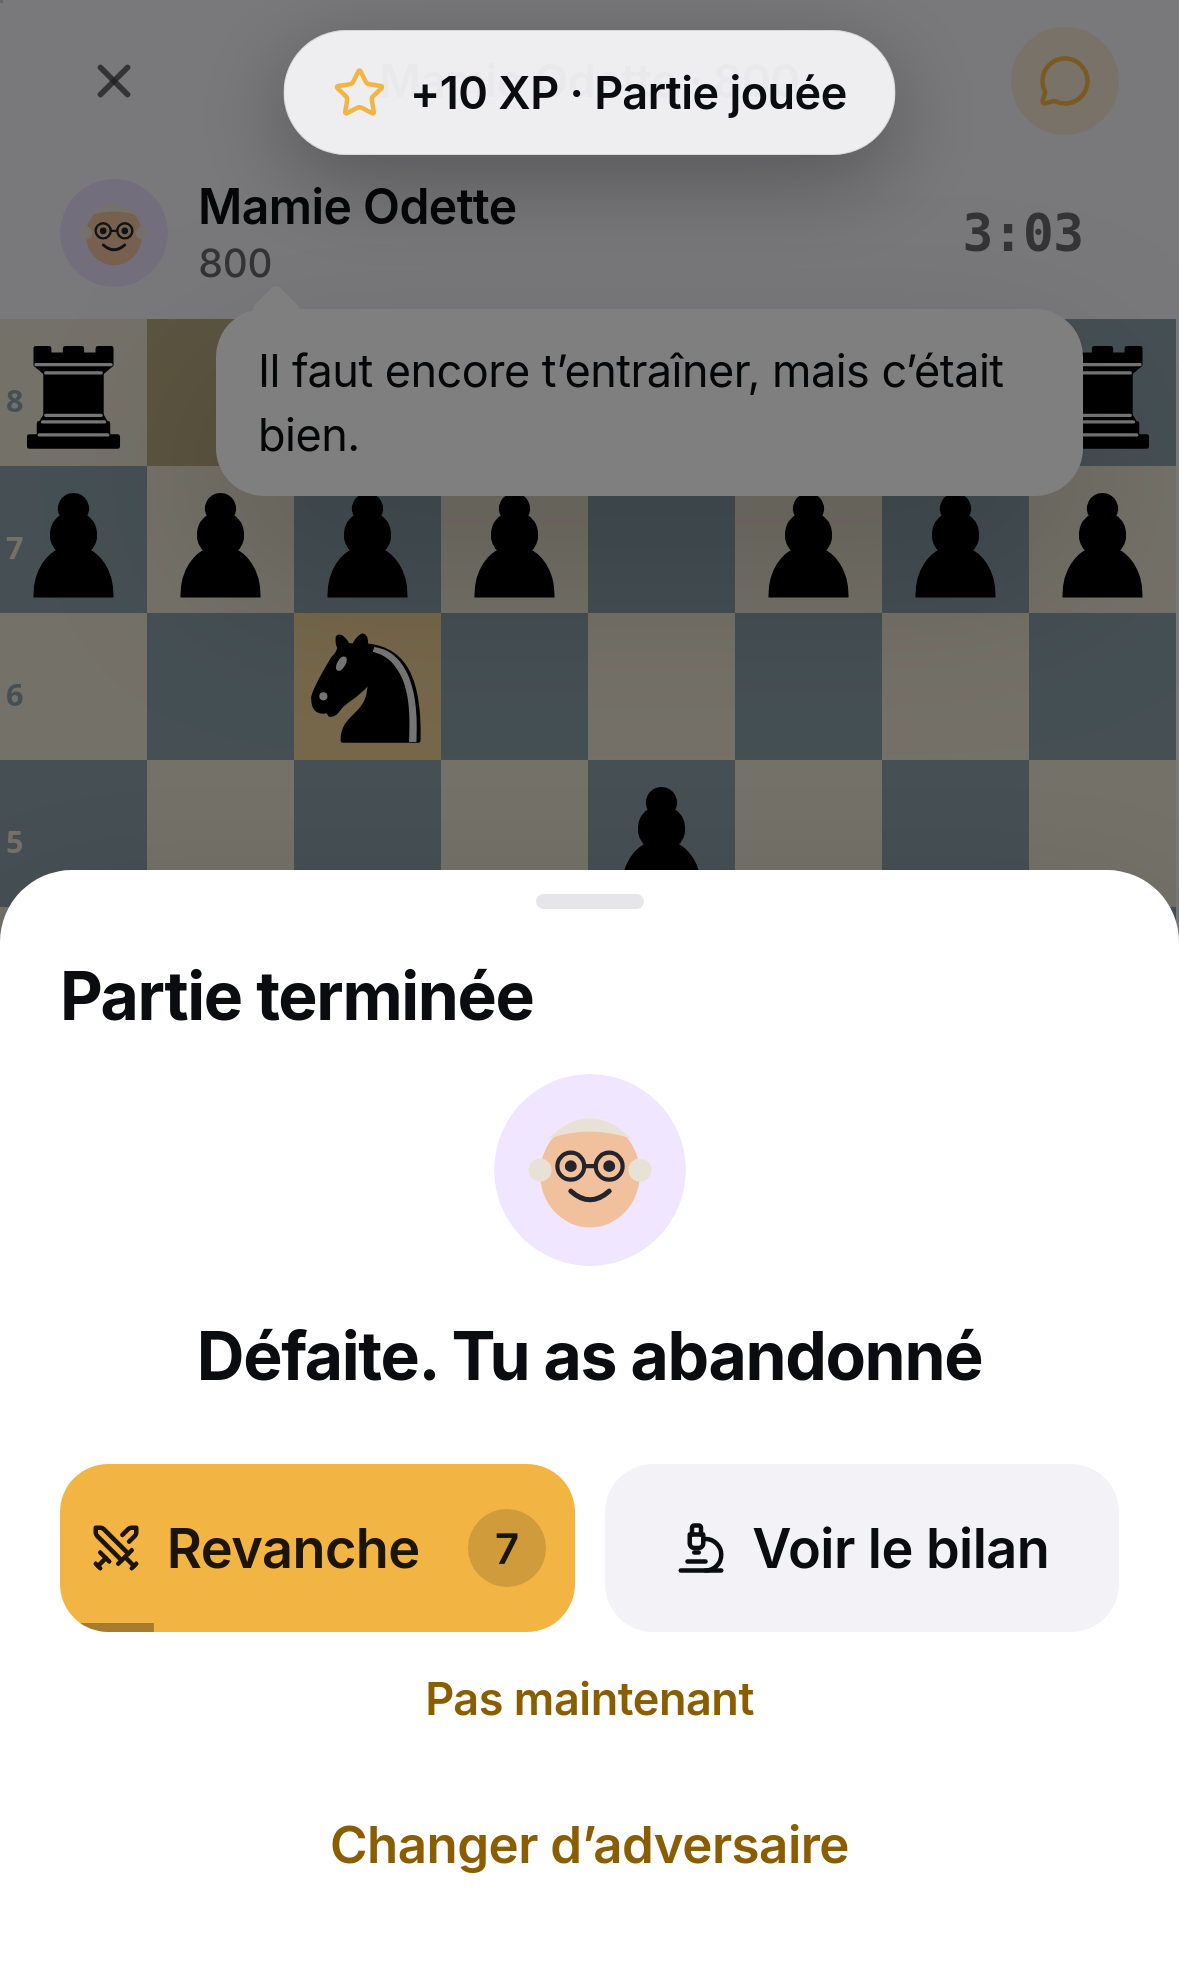 +10 XP · Partie jouée
Mamie Odette
800
3:03
Il faut encore t’entraîner, mais c’était
bien.
8
7
6
5
Partie terminée
Défaite. Tu as abandonné
Revanche 7
Voir le bilan
Pas maintenant
Changer d’adversaire